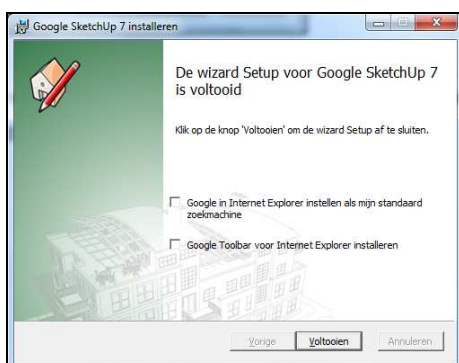 Google SketchUp 7 installeren
De wizard Setup voor Google SketchUp 7
is voltooid
Klik op de knop 'Voltooien' om de wizard Setup af te sluiten.
Google in Internet Explorer instellen als mijn standaard
zoekmachine
Google Toolbar voor Internet Explorer installeren
Vorige
Voltooien
Annuleren